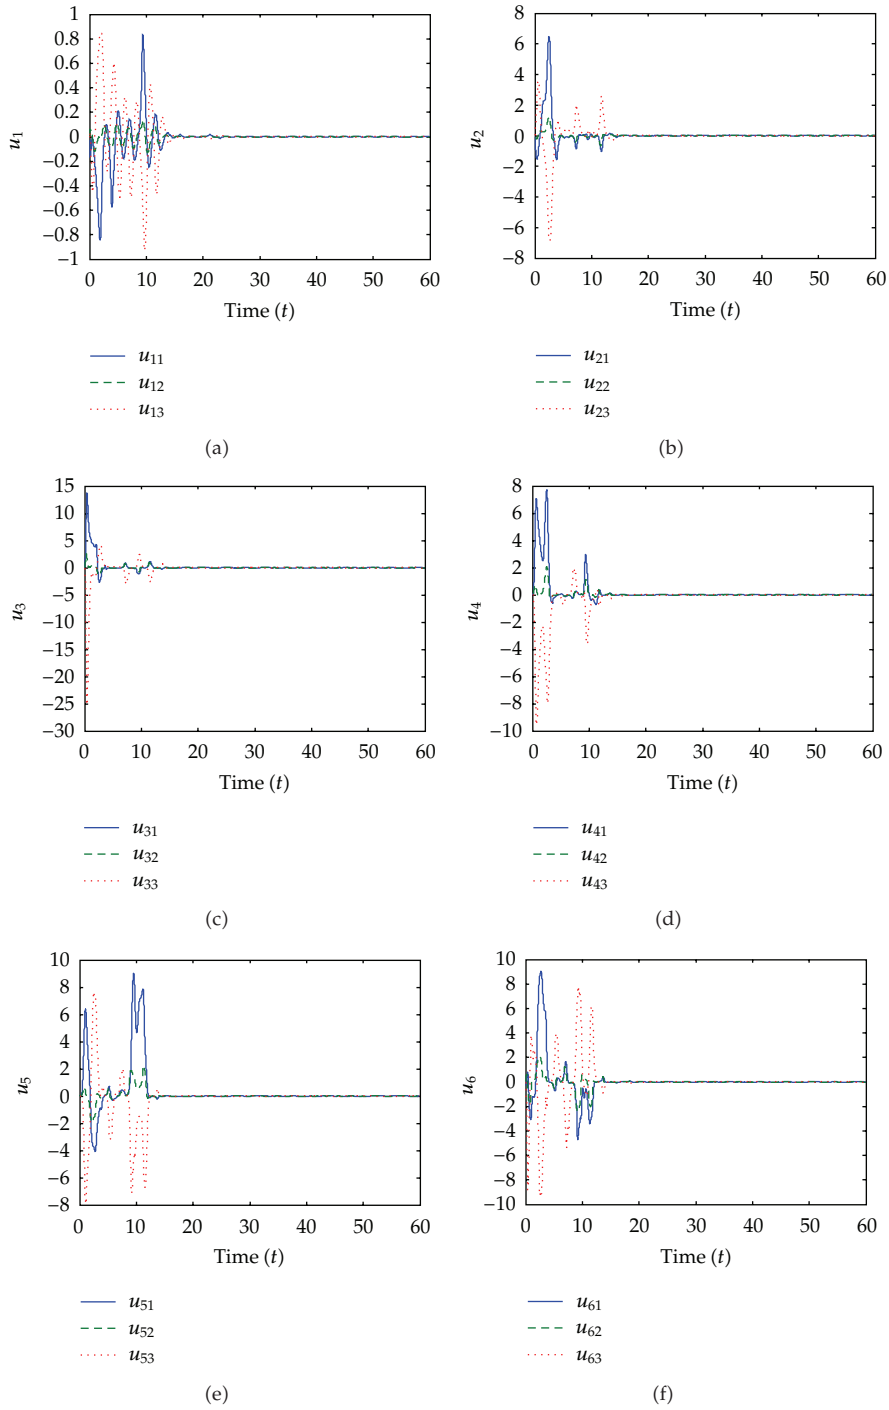 1
0.8
0.6
0.4
0.2
0
−0.2
−0.4
−0.6
−0.8
−1
u1
0 10 20 30 40 50 60
Time (t)
u11
u12
u13
(a)
8
6
4
2
0
−2
−4
−6
−8
u2
0 10 20 30 40 50 60
Time (t)
u21
u22
u23
(b)
15
10
5
0
−5
−10
−15
−20
−25
−30
u3
0 10 20 30 40 50 60
Time (t)
u31
u32
u33
(c)
8
6
4
2
0
−2
−4
−6
−8
−10
u4
0 10 20 30 40 50 60
Time (t)
u41
u42
u43
(d)
10
8
6
4
2
0
−2
−4
−6
−8
u5
0 10 20 30 40 50 60
Time (t)
u51
u52
u53
(e)
10
8
6
4
2
0
−2
−4
−6
−8
−10
u6
0 10 20 30 40 50 60
Time (t)
u61
u62
u63
(f)